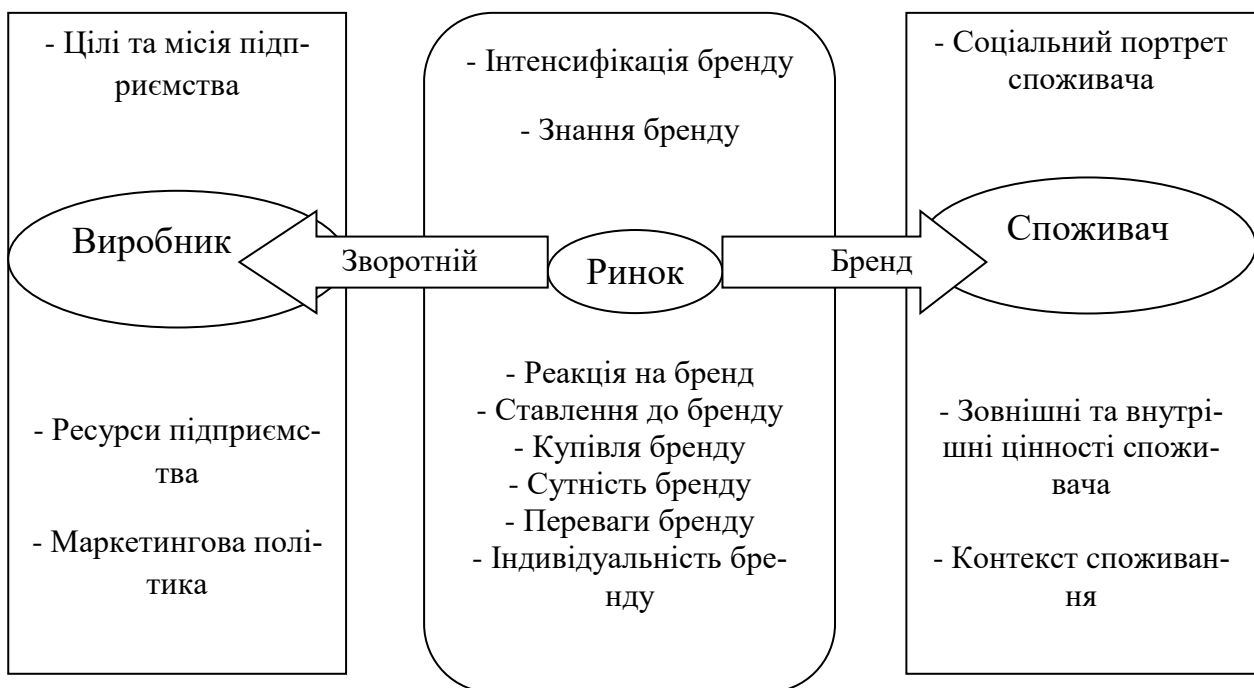 - Цілі та місія підп-
риємства
Виробник
- Ресурси підприємс-
тва
- Маркетингова полі-
тика
- Інтенсифікація бренду
- Знання бренду
Зворотній
Ринок
Бренд
- Реакція на бренд
- Ставлення до бренду
- Купівля бренду
- Сутність бренду
- Переваги бренду
- Індивідуальність бре-
нду
- Соціальний портрет
споживача
Споживач
- Зовнішні та внутрі-
шні цінності спожи-
вача
- Контекст споживан-
ня